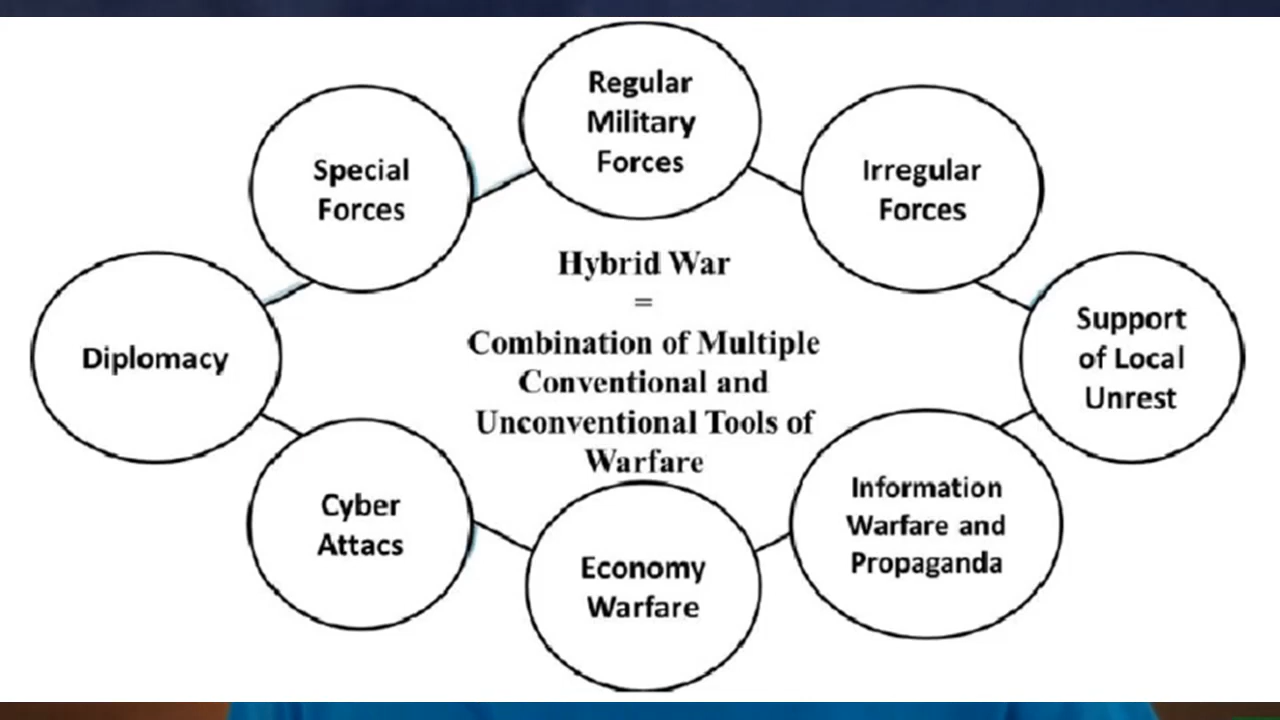 Regular
Military
Forces
Special
Forces
Irregular
Forces
Hybrid War
=
Combination of Multiple
Conventional and
Unconventional Tools of
Warfare
Diplomacy
Support
of Local
Unrest
Cyber
Attacs
Economy
Warfare
Information
Warfare and
Propaganda